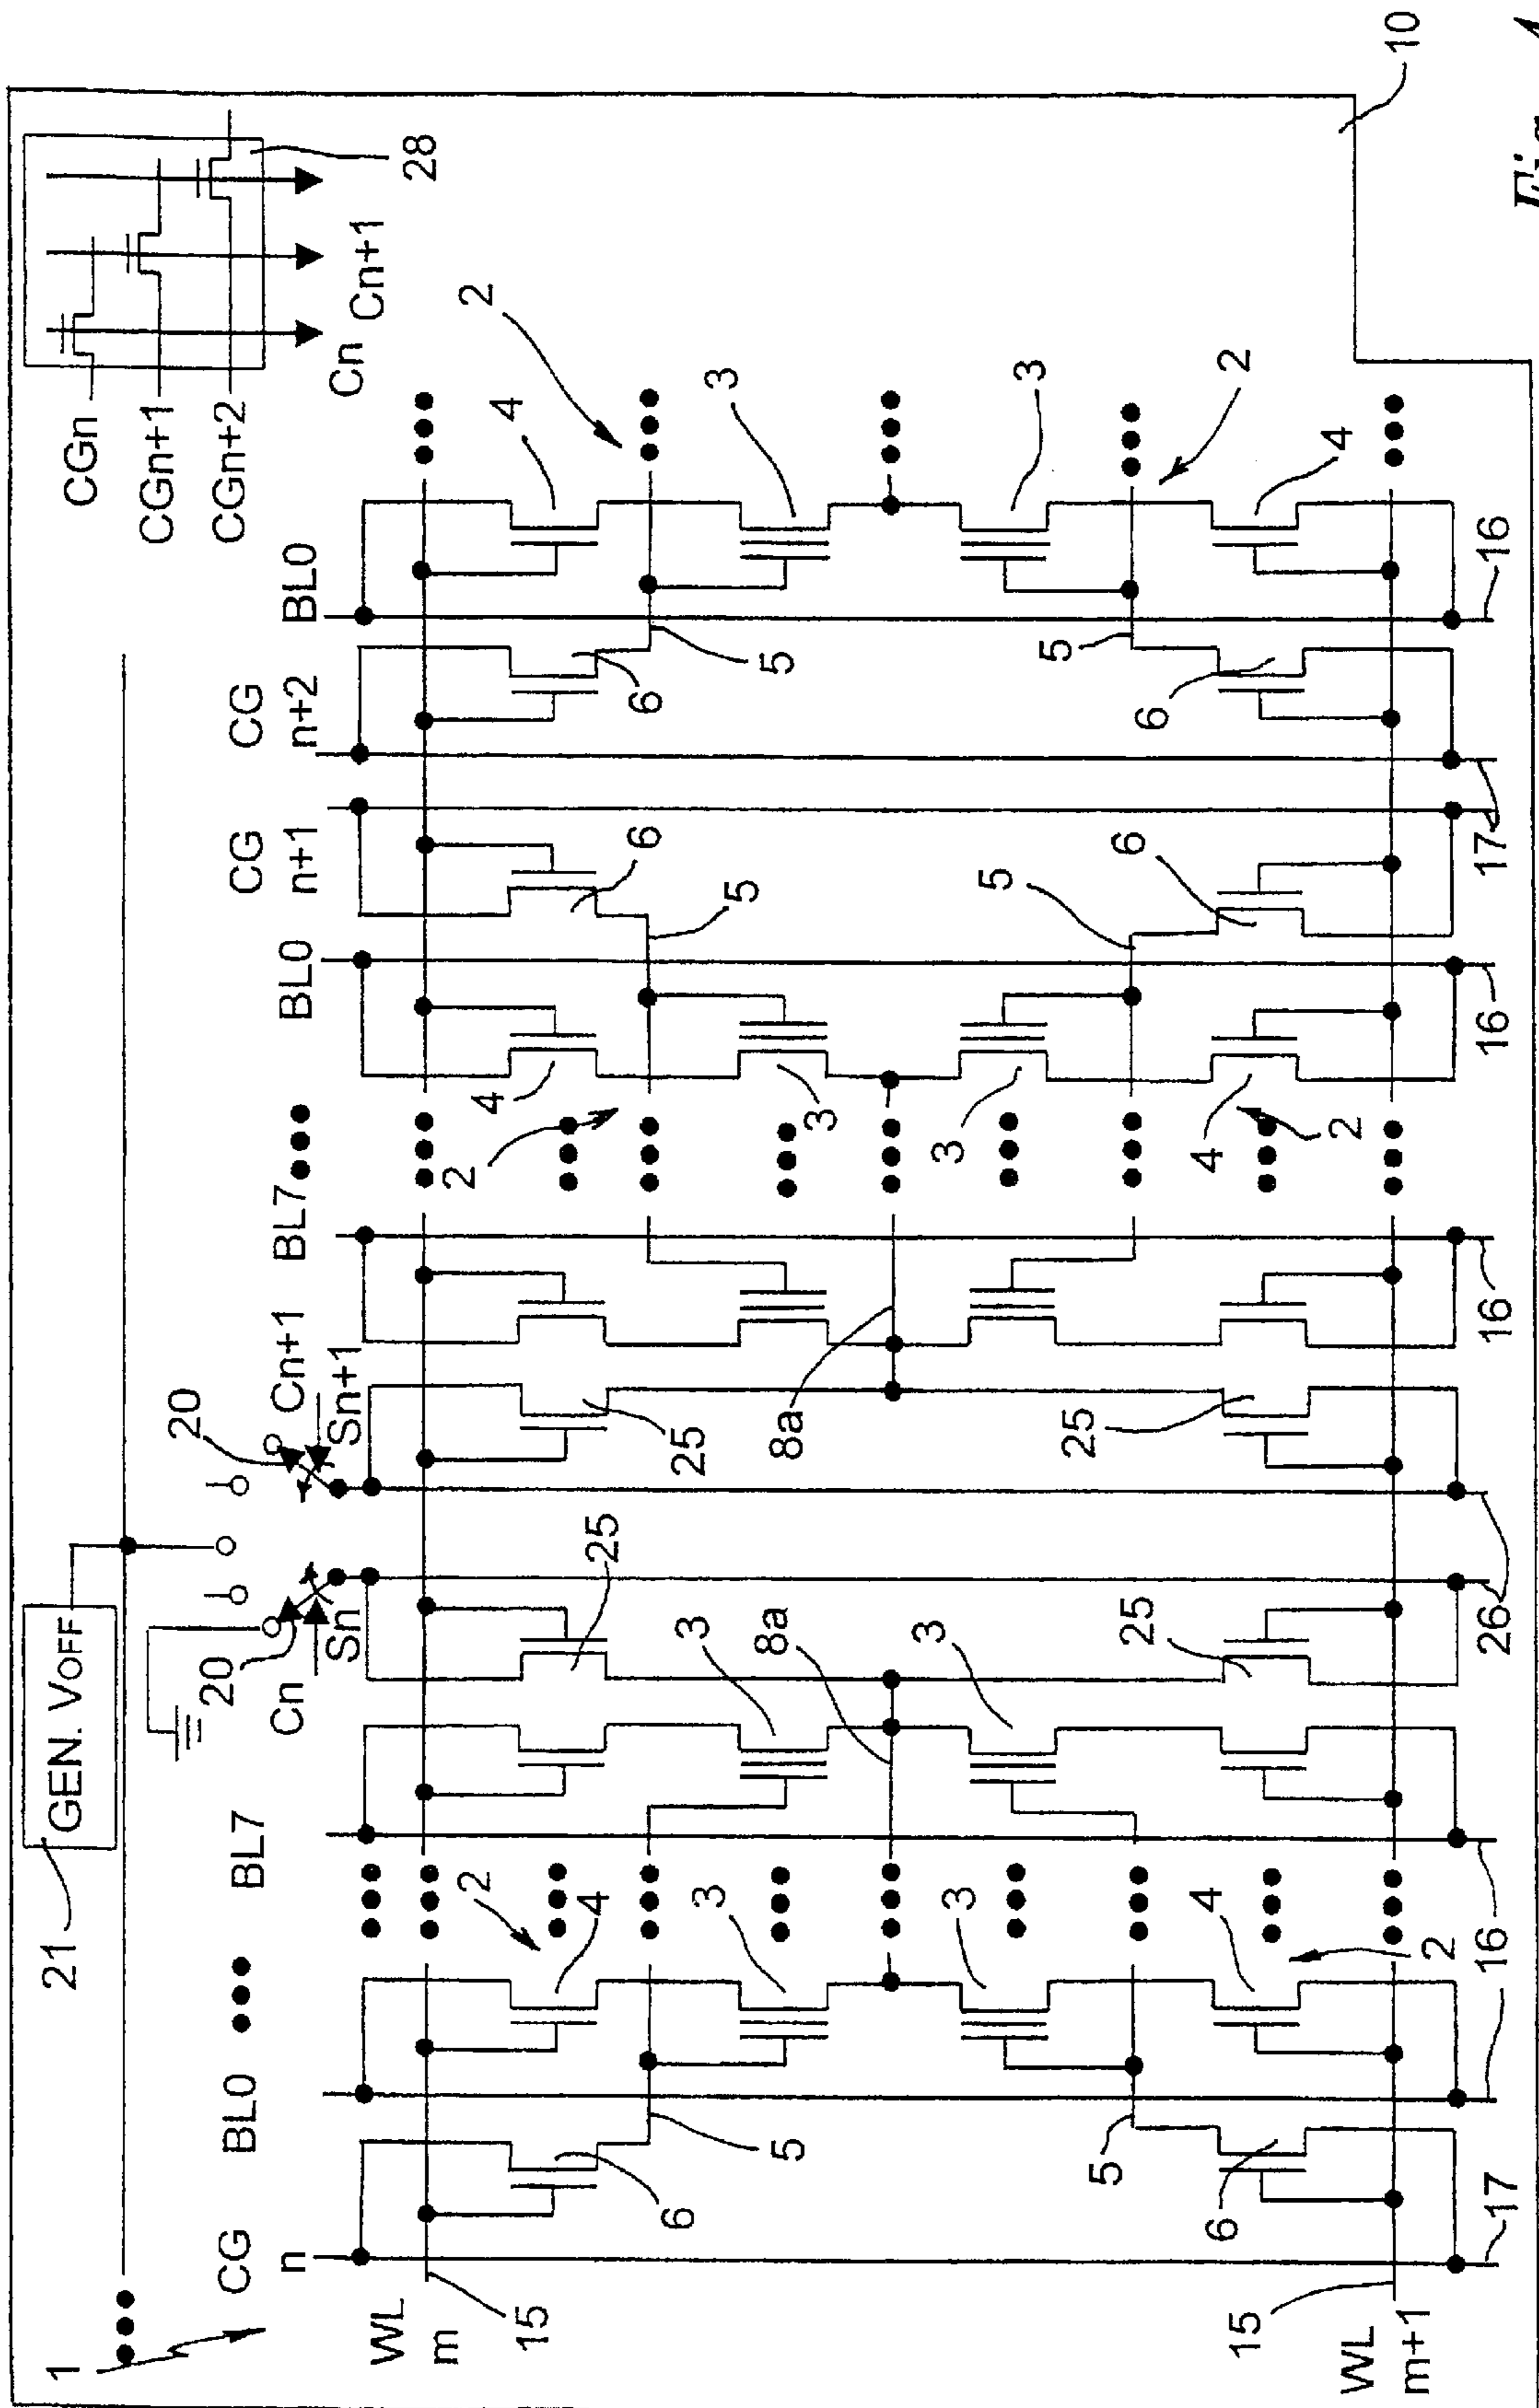 1
21
GEN. VOFF
CGn
CGn+1
CGn+2
28
Cn
Cn+1
20
20
Cn
Sn
Cn+1
Sn+1
CG
n
BL0 •••
BL7
BL7•••
BL0
CG
n+1
CG
n+2
BL0
WL
m
15
2
2
2
4
25
25
4
4
6
6
6
5
3
3
5
5
3
3
8a
8a
5
3
3
3
5
5
3
6
4
25
25
4
6
6
4
2
2
2
WL
m+1
15
17
16
16
26
16
16
17
16
10
Fig. 4